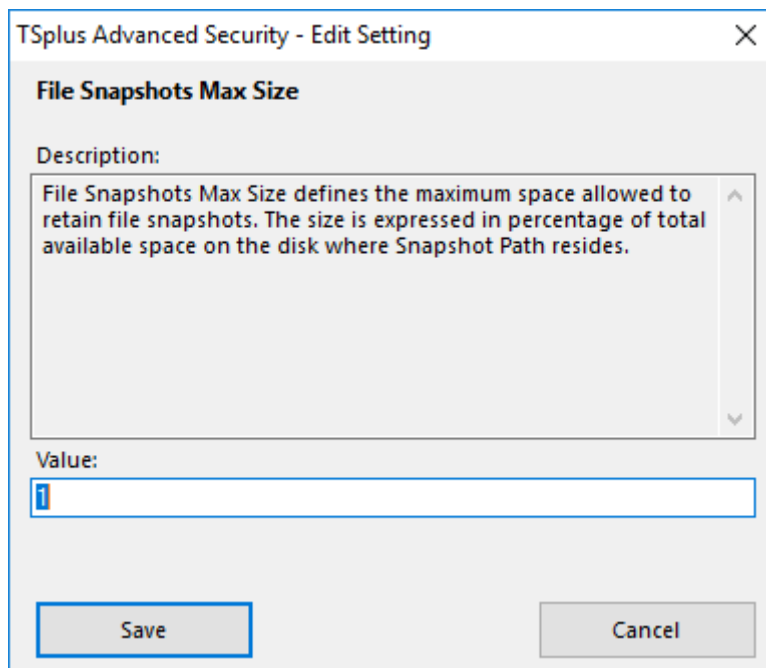 TSplus Advanced Security - Edit Setting
File Snapshots Max Size
Description:
File Snapshots Max Size defines the maximum space allowed to
retain file snapshots. The size is expressed in percentage of total
available space on the disk where Snapshot Path resides.
Value:
1
Save
Cancel